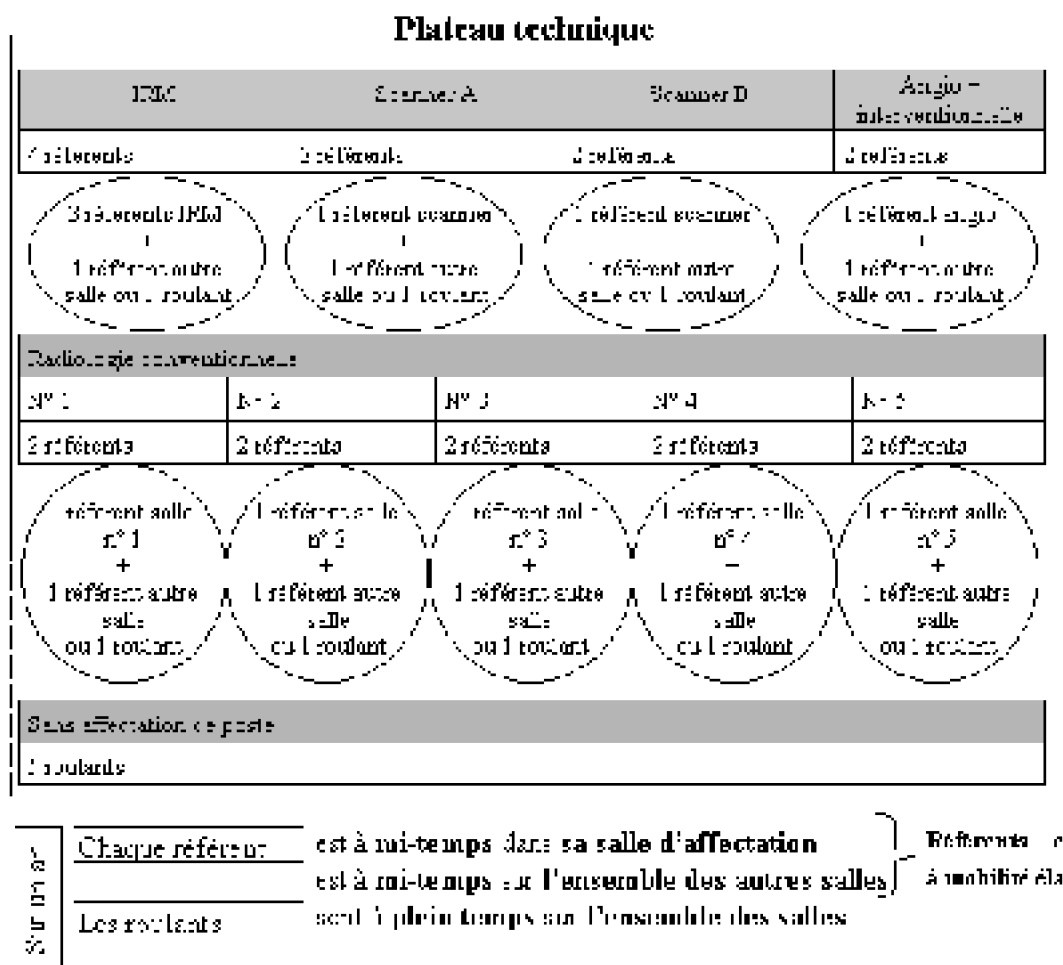 Plateau technique
IRM Scanner A Scanner B Angio – interventionnelle
référents référents 2 référents 2 référents
3 référents IRM
+
1 référent autre
salle ou 1 roulant
1 référent scanner
+
1 référent autre
salle ou 1 roulant
1 référent scanner
1 référent autre
salle ou 1 roulant
1 référent angio
+
1 référent autre
salle ou 1 roulant
Radiologie conventionnelle
N° 1 N° 2 N° 3 N° 4 N° 5
2 référents 2 référents 2 référents 2 référents 2 référents
référent salle
n° 1
+
1 référent autre
salle
ou 1 roulant
1 référent salle
n° 2
+
1 référent autre
salle
ou 1 roulant
référent salle
n° 3
+
1 référent autre
salle
ou 1 roulant
1 référent salle
n° 4
–
1 référent autre
salle
ou 1 roulant
1 référent salle
n° 5
+
1 référent autre
salle
ou 1 roulant
Sans affectation de poste
roulants
Sur un an
Chaque référent est à mi-temps dans sa salle d'affectation
est à mi-temps sur l'ensemble des autres salles
Référents
à mobilité
Les roulants sont à plein temps sur l'ensemble des salles